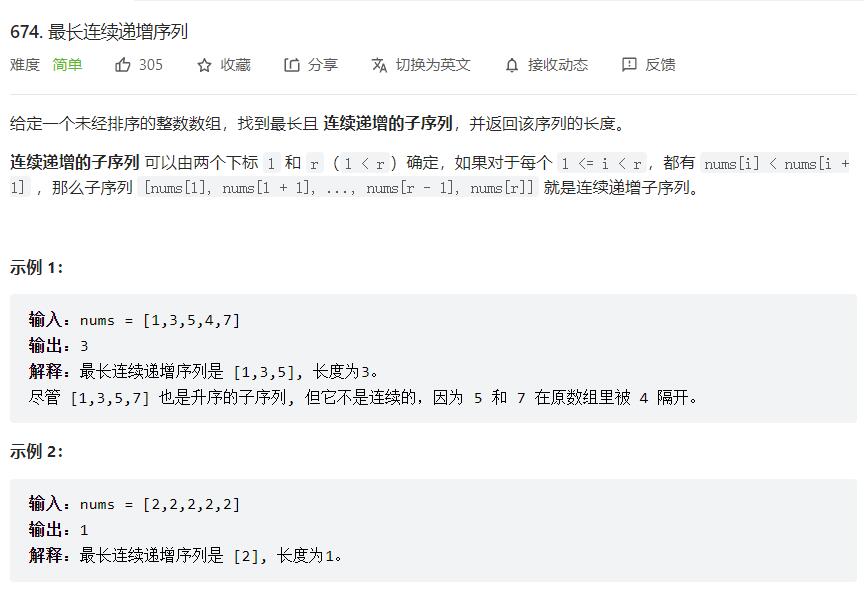 674. 最长连续递增序列
难度 简单 305 收藏 分享 切换为英文 接收动态 反馈
给定一个未经排序的整数数组，找到最长且 连续递增的子序列，并返回该序列的长度。
连续递增的子序列 可以由两个下标 l 和 r（l < r）确定，如果对于每个 l <= i < r，都有 nums[i] < nums[i +
1] ，那么子序列 [nums[l], nums[l + 1], ..., nums[r - 1], nums[r]] 就是连续递增子序列。
示例 1：
输入：nums = [1,3,5,4,7]
输出：3
解释：最长连续递增序列是 [1,3,5], 长度为3。
尽管 [1,3,5,7] 也是升序的子序列, 但它不是连续的，因为 5 和 7 在原数组里被 4 隔开。
示例 2：
输入：nums = [2,2,2,2,2]
输出：1
解释：最长连续递增序列是 [2], 长度为1。